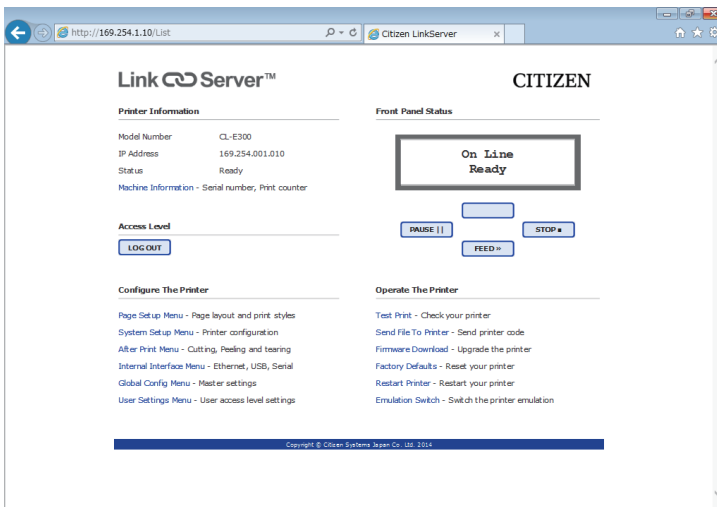 http://169.254.1.10/List
Citizen LinkServer
Link Server™
CITIZEN
Printer Information
Model Number CL-E300
IP Address 169.254.001.010
Status Ready
Machine Information - Serial number, Print counter
Access Level
LOG OUT
Front Panel Status
On Line
Ready
PAUSE ||
STOP ■
FEED »
Configure The Printer
Page Setup Menu - Page layout and print styles
System Setup Menu - Printer configuration
After Print Menu - Cutting, Peeling and tearing
Internal Interface Menu - Ethernet, USB, Serial
Global Config Menu - Master settings
User Settings Menu - User access level settings
Operate The Printer
Test Print - Check your printer
Send File To Printer - Send printer code
Firmware Download - Upgrade the printer
Factory Defaults - Reset your printer
Restart Printer - Restart your printer
Emulation Switch - Switch the printer emulation
Copyright © Citizen Systems Japan Co. Ltd, 2014